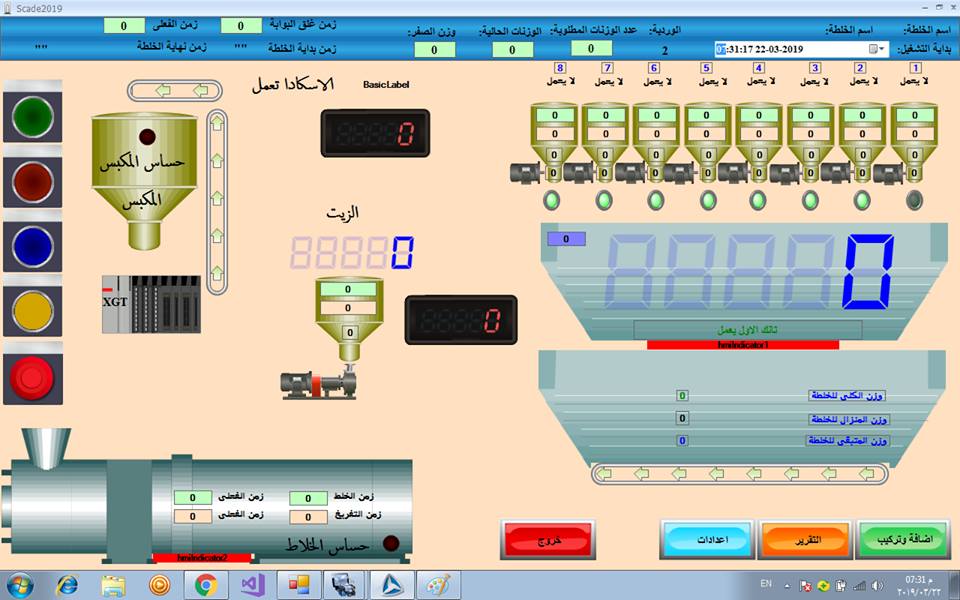 Scade2019
اسم الخلطة: اسم الخلطة: الوردية: عدد الوزنات المطلوبة: الوزنات الحالية: وزن الصفر: زمن غلق البوابة 0 زمن الفعلى 0
بداية التشغيل: 07:31:17 22-03-2019 2 0 0 0 زمن بداية الخلطة "" زمن نهاية الخلطة ""
8 7 6 5 4 3 2 1
لا يعمل لا يعمل لا يعمل لا يعمل لا يعمل لا يعمل لا يعمل لا يعمل
الاسكادا تعمل BasicLabel
0 0 0 0 0 0 0 0
0 0 0 0 0 0 0 0
0 0 0 0 0 0 0 0
0 0 0 0 0 0 0 0
0
حساس المكبس
المكبس
الزيت
0
0
0
XGT
0
0
0
0
تانك الاول يعمل
hmiIndicator1
وزن الكلى للخلطة 0
وزن المنزال للخلطة 0
وزن المتبقى للخلطة 0
زمن الخلط 0 زمن الفعلى 0
زمن التفريغ 0 زمن الفعلى 0
حساس الخلاط
hmiIndicator2
اضافة وتركيب
التقرير
اعدادات
خروج
EN
07:31 م
٢٠١٩/٠٣/٢٢